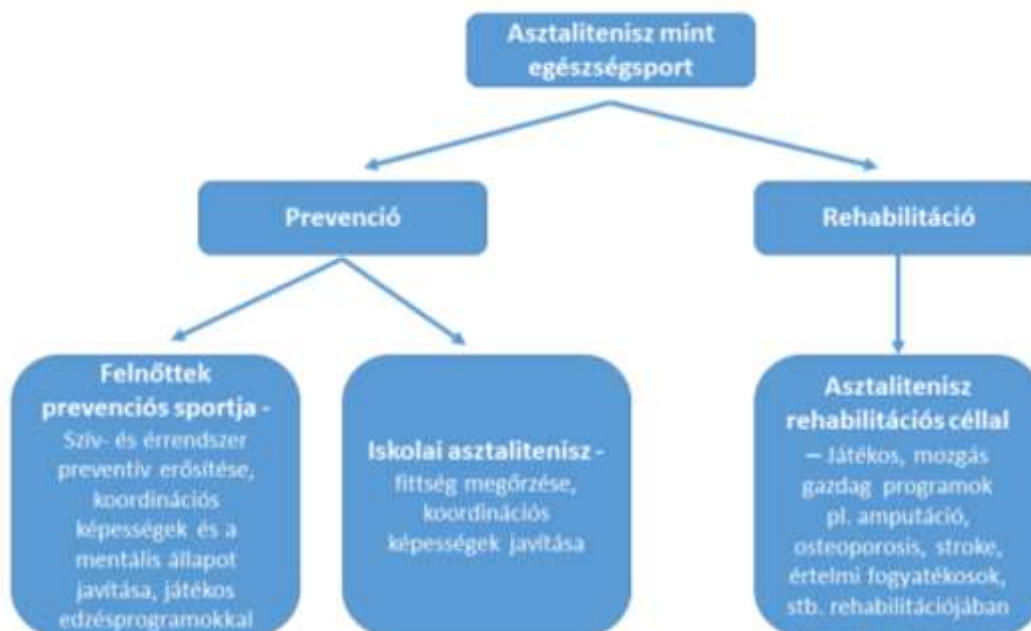 Asztalitenisz mint
egészségsport
Prevenció
Rehabilitáció
Felnőttek
prevenciós sportja -
Szív- és érrendszer
preventív erősítése,
koordinációs
képességek és a
mentális állapot
javítása, játékos
edzésprogramokkal
Iskolai asztalitenisz -
fittség megőrzése,
koordinációs
képességek javítása
Asztalitenisz
rehabilitációs céllal
– Játékos, mozgás
gazdag programok
pl. amputáció,
osteoporosis, stroke,
értelmi fogyatékosok,
stb. rehabilitációjában